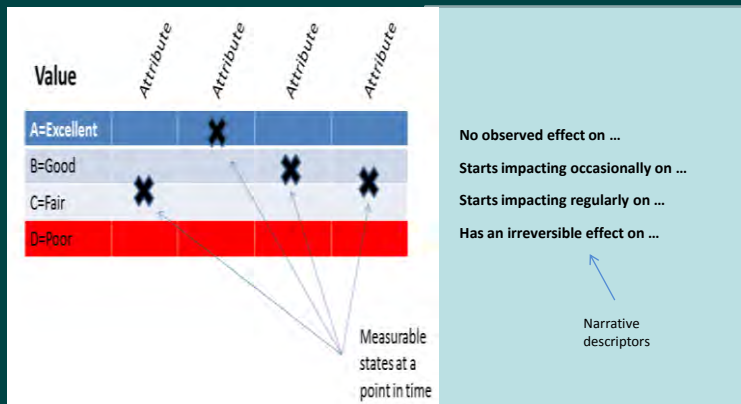 Value
Attribute
Attribute
Attribute
Attribute
A=Excellent
B=Good
C=Fair
D=Poor
Measurable
states at a
point in time
No observed effect on …
Starts impacting occasionally on …
Starts impacting regularly on …
Has an irreversible effect on …
Narrative
descriptors